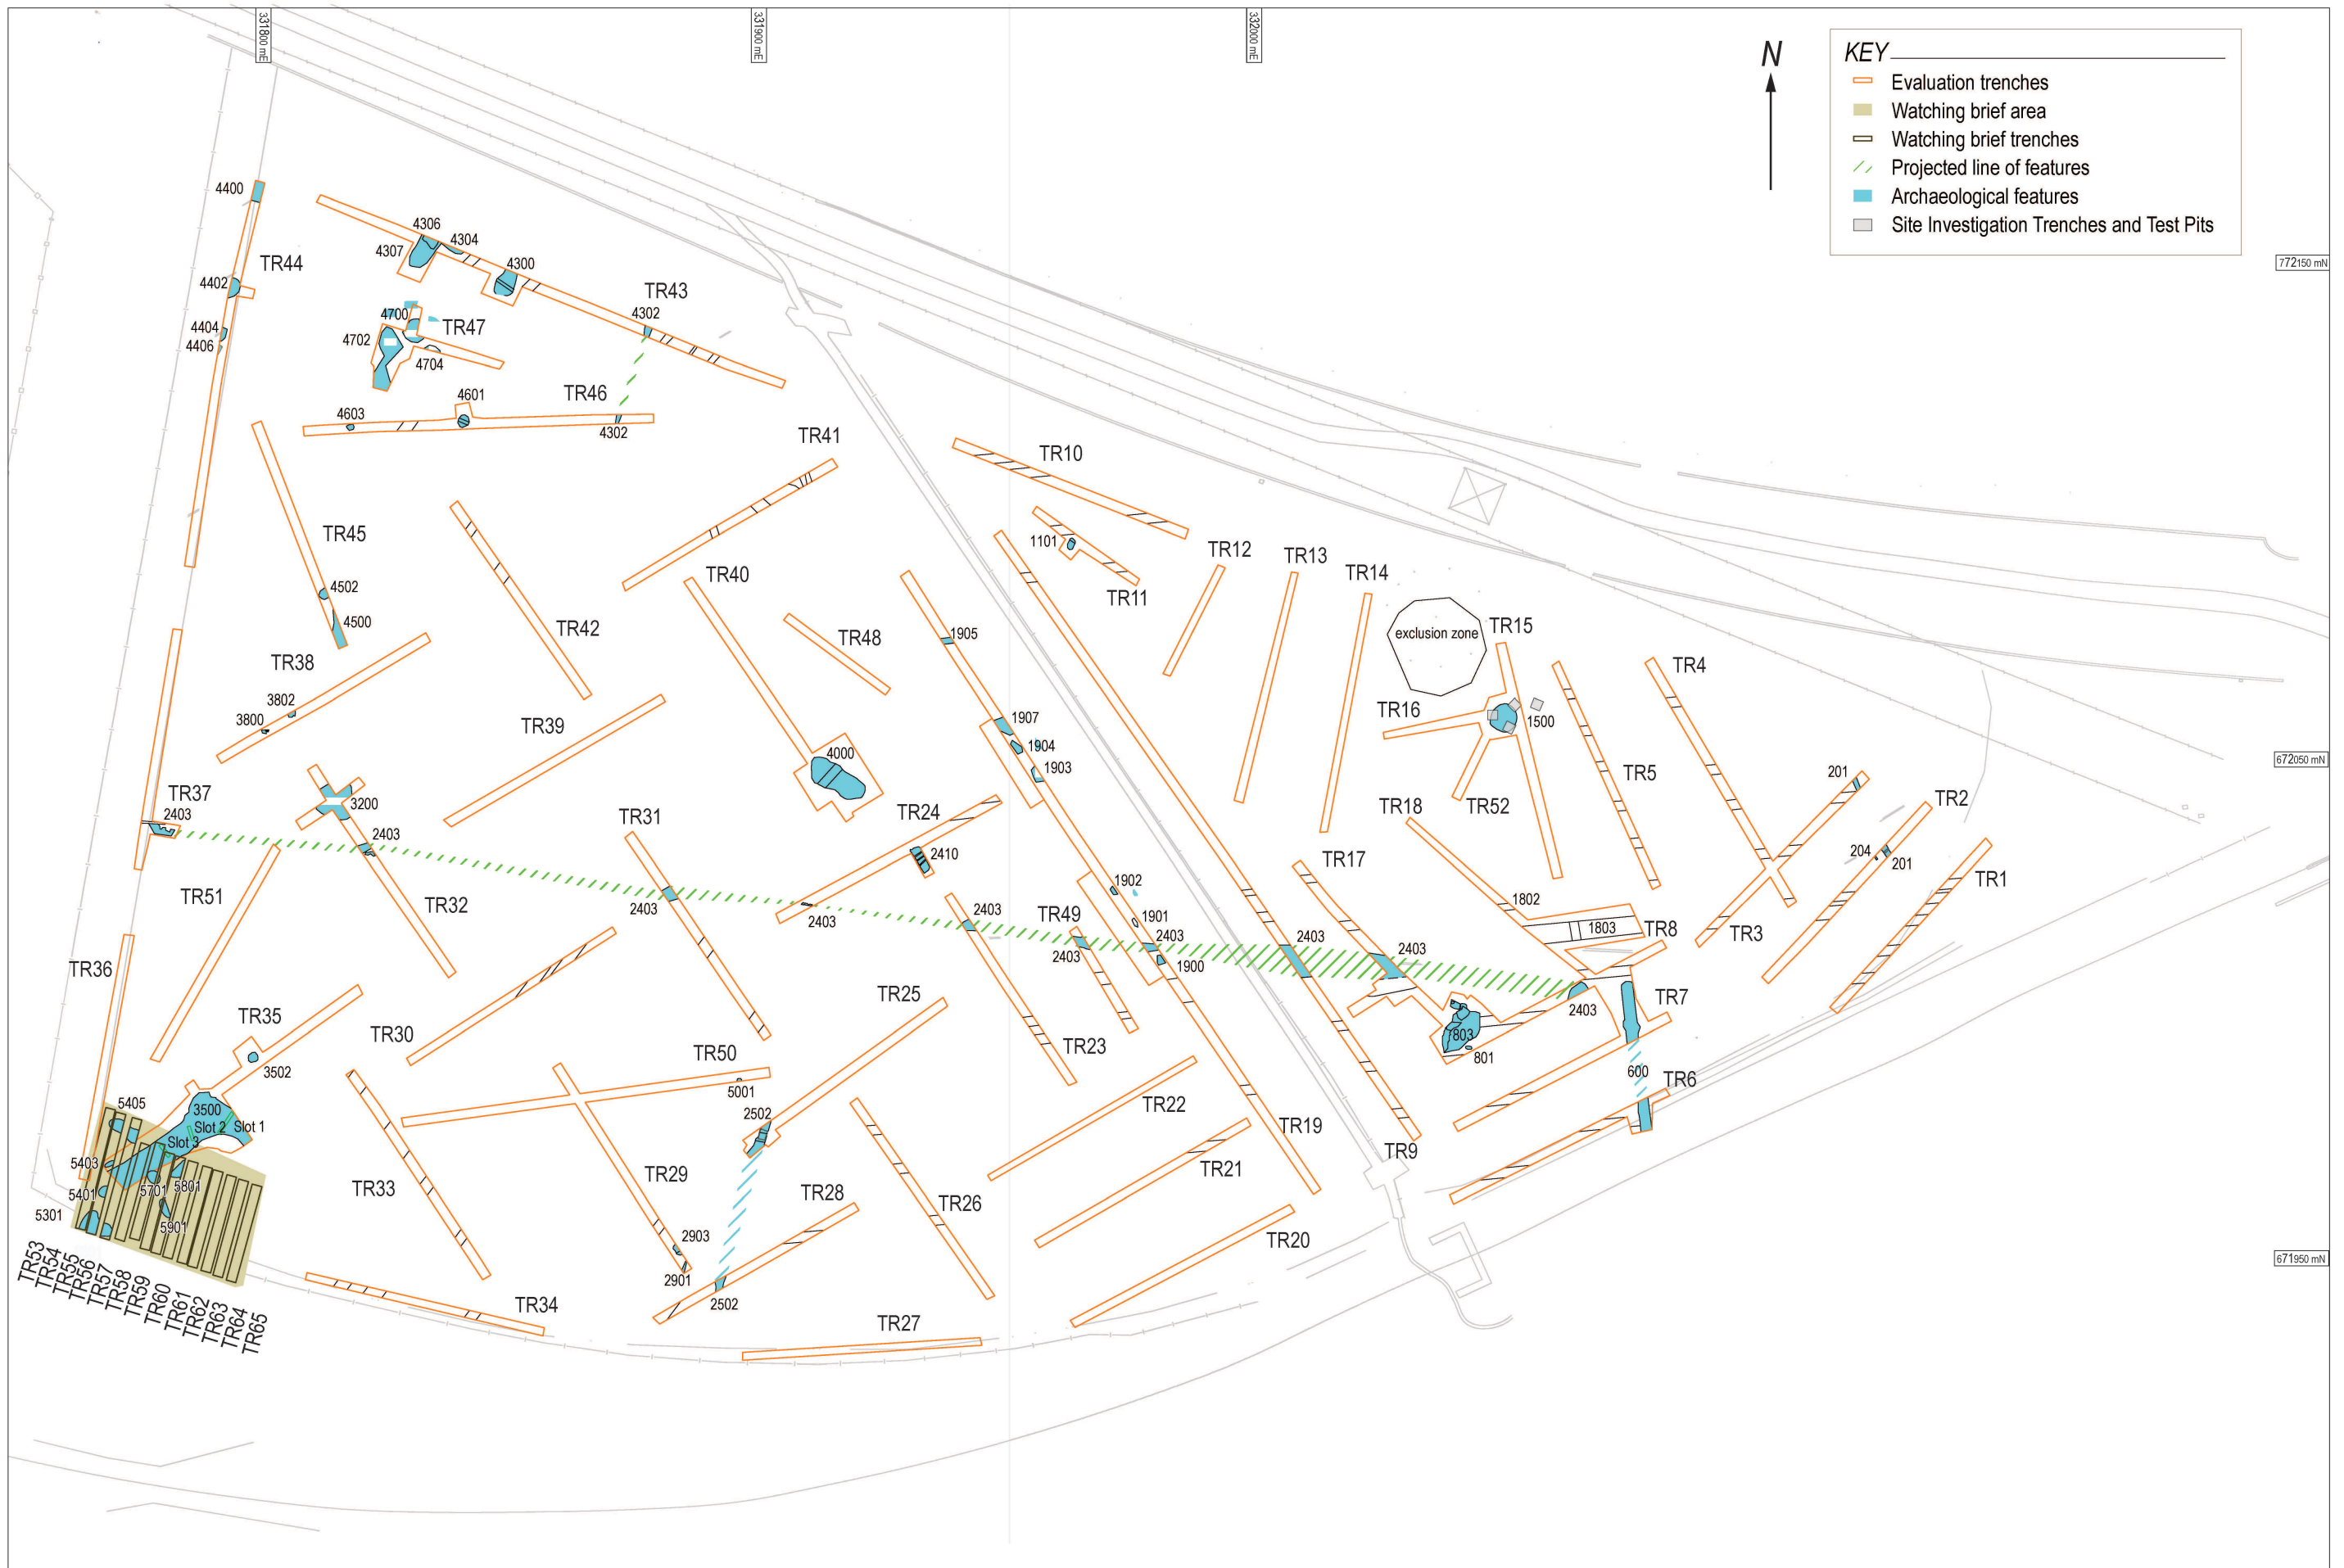 331800 mE
331900 mE
332000 mE
N
KEY
Evaluation trenches
Watching brief area
Watching brief trenches
Projected line of features
Archaeological features
Site Investigation Trenches and Test Pits
772150 mN
672050 mN
671950 mN
4400
TR44
4402
4404
4406
4306
4304
4307
4300
TR43
4302
4700
TR47
4702
4704
TR46
4601
4603
4302
TR41
TR10
TR45
4502
4500
TR42
TR40
TR48
1101
TR11
TR12
TR13
TR14
exclusion zone
TR15
TR4
TR38
3802
3800
TR39
1905
1907
1904
1903
TR16
1500
TR5
TR52
201
TR2
TR37
2403
3200
2403
4000
TR31
TR24
2410
TR18
TR17
204
201
TR1
TR51
TR32
2403
2403
2403
TR49
2403
1902
1901
2403
1900
2403
2403
1802
1803
TR8
TR3
TR36
TR35
3502
TR30
TR25
TR23
803
801
2403
TR7
600
TR6
TR50
5001
2502
TR22
TR19
TR9
5405
3500
Slot 2
Slot 1
Slot 3
5403
5401
5701
5801
5301
5901
TR33
TR29
2903
2901
TR28
2502
TR26
TR21
TR20
TR34
TR27
TR53
TR54
TR55
TR56
TR57
TR58
TR59
TR60
TR61
TR62
TR63
TR64
TR65